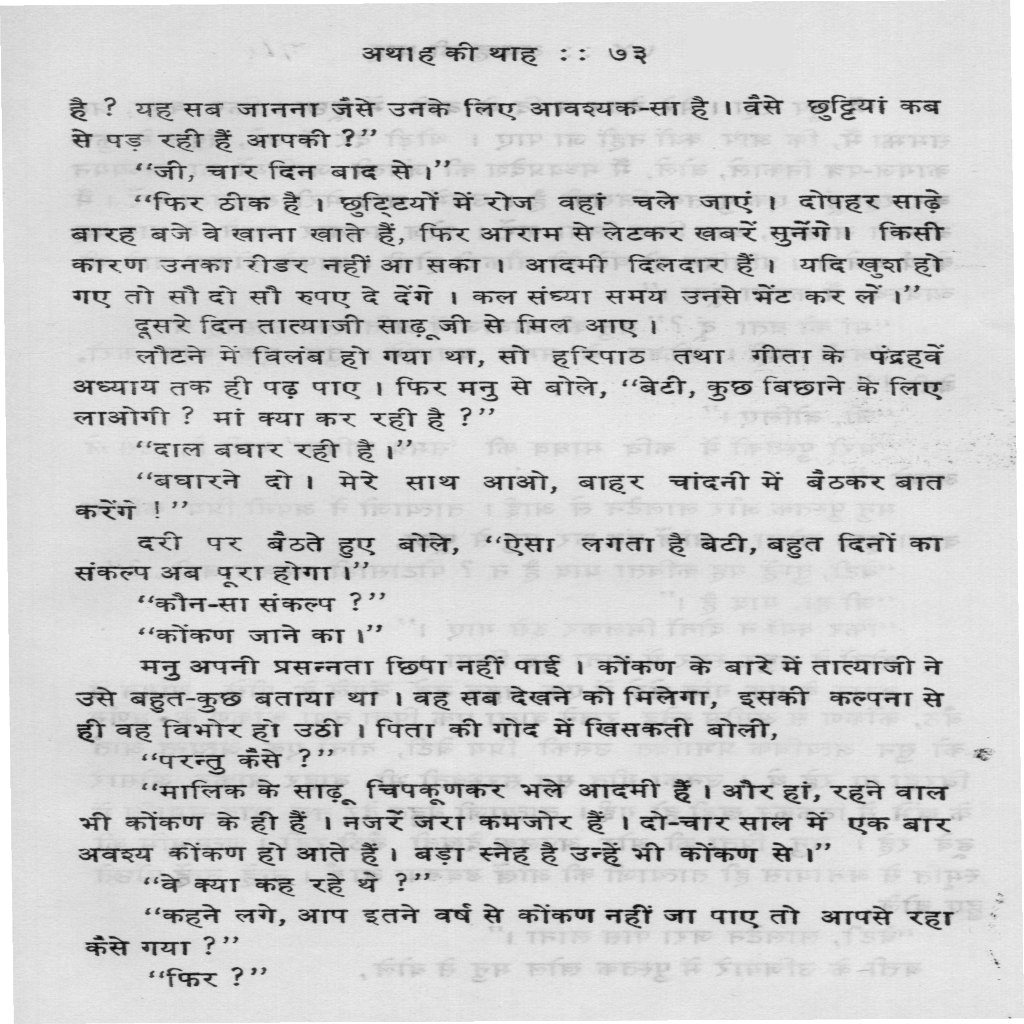 अथाह की थाह :: ७३
है ? यह सब जानना जैसे उनके लिए आवश्यक-सा है । वैसे छुट्टियां कब
से पड़ रही हैं आपकी ?”
“जी, चार दिन बाद से ।”
“फिर ठीक है । छुट्टियों में रोज वहां चले जाएं । दोपहर साढ़े
बारह बजे वे खाना खाते हैं, फिर आराम से लेटकर खबरें सुनेंगे । किसी
कारण उनका रीडर नहीं आ सका । आदमी दिलदार हैं । यदि खुश हो
गए तो सौ दो सौ रुपए दे देंगे । कल संध्या समय उनसे भेंट कर लें ।”
दूसरे दिन तात्याजी साढ़ू जी से मिल आए ।
लौटने में विलंब हो गया था, सो हरिपाठ तथा गीता के पंद्रहवें
अध्याय तक ही पढ़ पाए । फिर मनु से बोले, “बेटी, कुछ बिछाने के लिए
लाओगी ? मां क्या कर रही है ?”
“दाल बघार रही है ।”
“बघारने दो । मेरे साथ आओ, बाहर चांदनी में बैठकर बात
करेंगे !”
दरी पर बैठते हुए बोले, “ऐसा लगता है बेटी, बहुत दिनों का
संकल्प अब पूरा होगा ।”
“कौन-सा संकल्प ?”
“कोंकण जाने का ।”
मनु अपनी प्रसन्नता छिपा नहीं पाई । कोंकण के बारे में तात्याजी ने
उसे बहुत-कुछ बताया था । वह सब देखने को मिलेगा, इसकी कल्पना से
ही वह विभोर हो उठी । पिता की गोद में खिसकती बोली,
“परन्तु कैसे ?”
“मालिक के साढ़ू, चिपकूणकर भले आदमी हैं । और हां, रहने वाले
भी कोंकण के ही हैं । नजरें जरा कमजोर हैं । दो-चार साल में एक बार
अवश्य कोंकण हो आते हैं । बड़ा स्नेह है उन्हें भी कोंकण से ।”
“वे क्या कह रहे थे ?”
“कहने लगे, आप इतने वर्ष से कोंकण नहीं जा पाए तो आपसे रहा
कैसे गया ?”
“फिर ?”